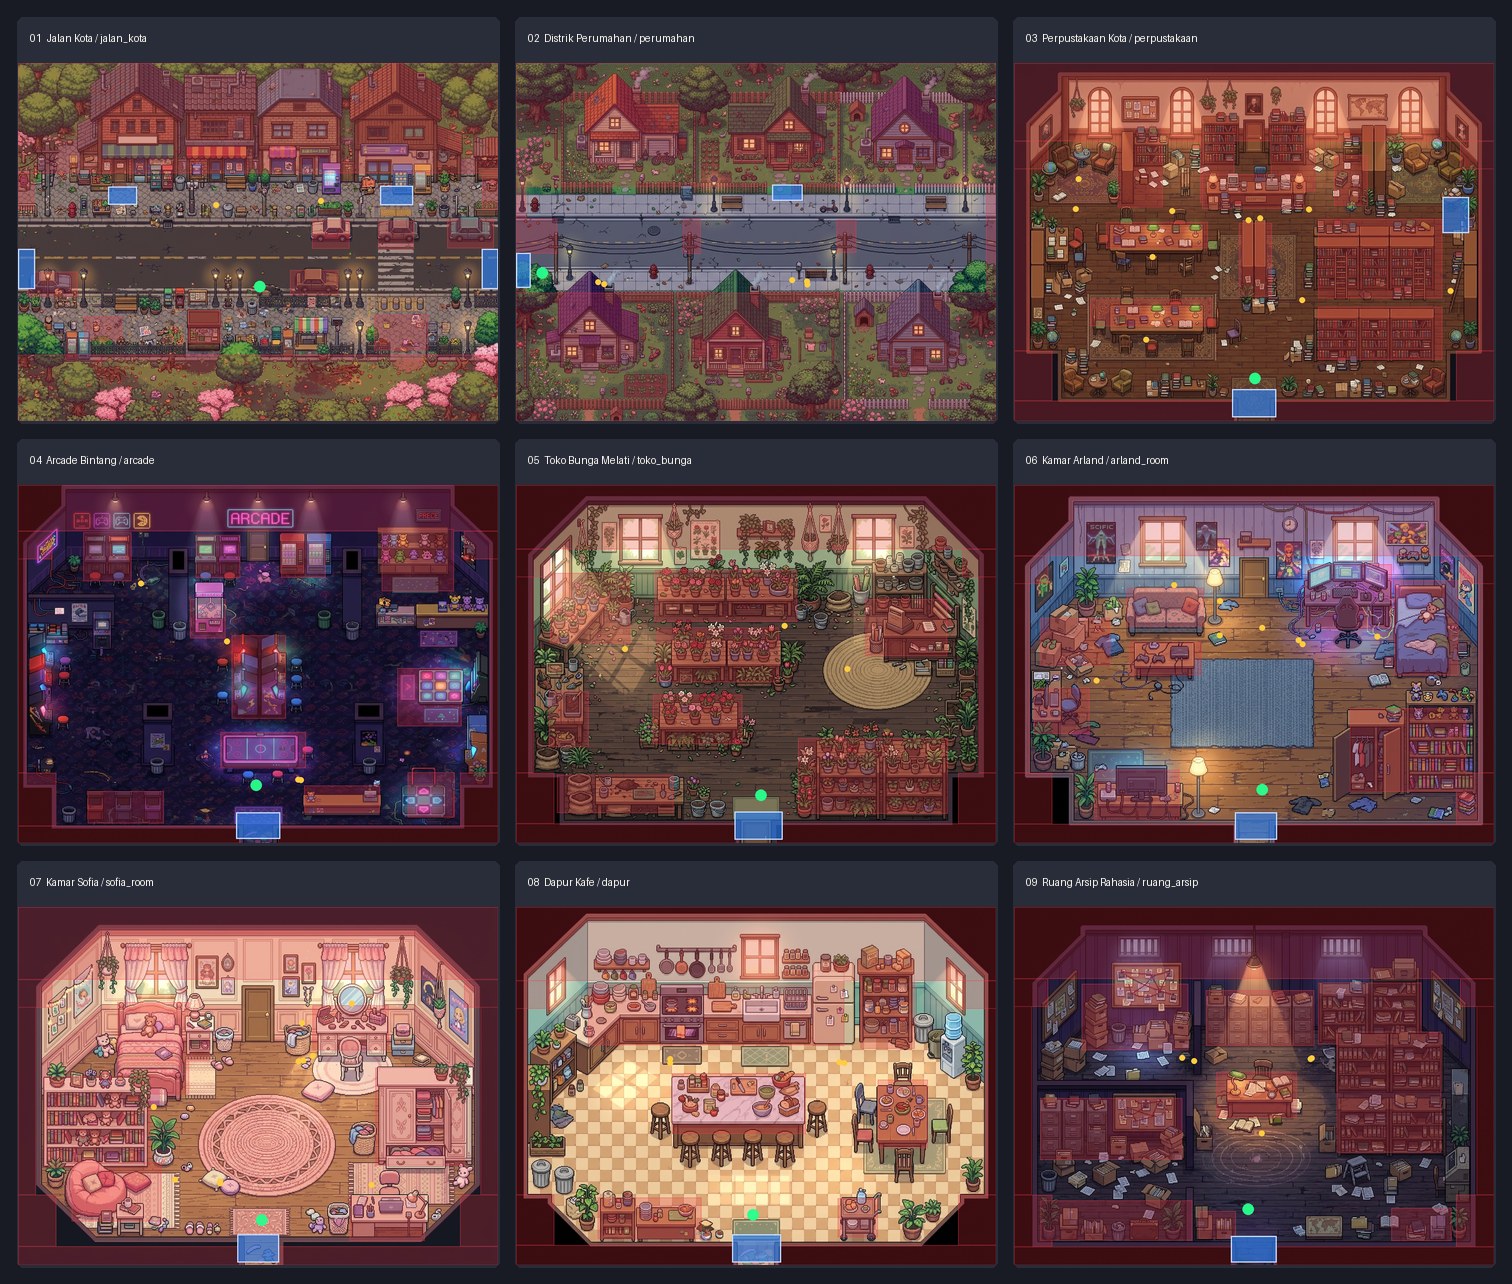 01 Jalan Kota / jalan_kota
02 Distrik Perumahan / perumahan
03 Perpustakaan Kota / perpustakaan
04 Arcade Bintang / arcade
05 Toko Bunga Melati / toko_bunga
06 Kamar Arland / arland_room
ARCADE
SCIFIC
07 Kamar Sofia / sofia_room
08 Dapur Kafe / dapur
09 Ruang Arsip Rahasia / ruang_arsip